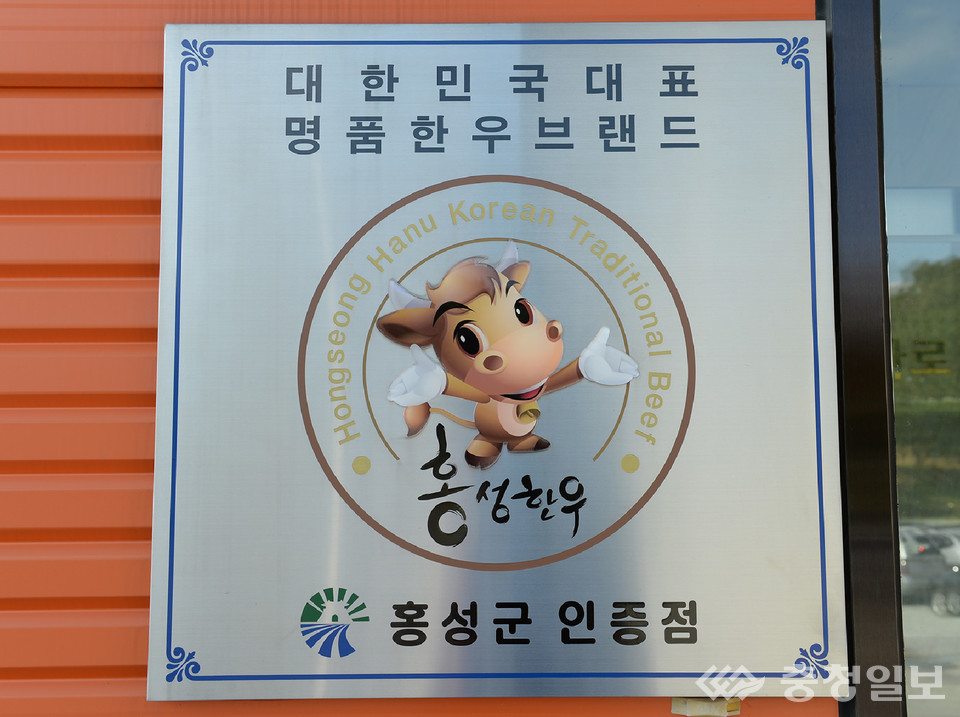 대한민국대표
명품한우브랜드
Hongseong Hanu Korean Traditional Beef
홍성한우
홍성군 인증점
충청일보